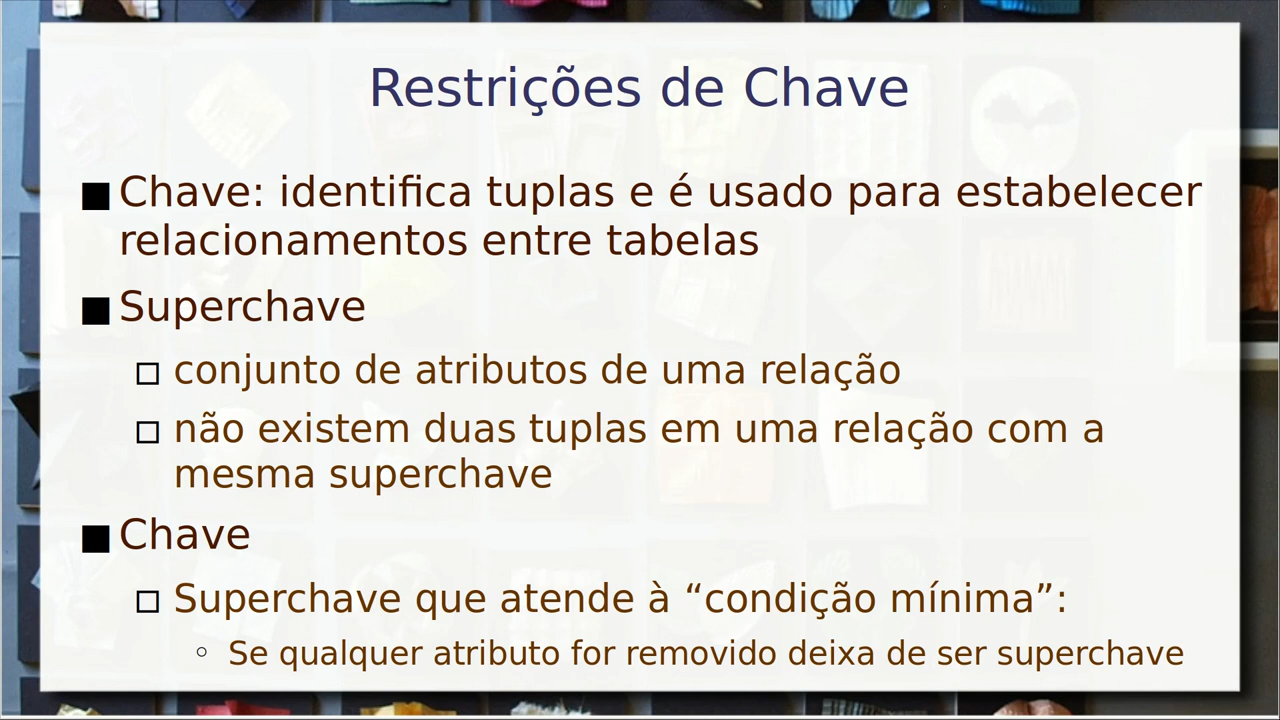 Restrições de Chave
Chave: identifica tuplas e é usado para estabelecer
relacionamentos entre tabelas
Superchave
conjunto de atributos de uma relação
não existem duas tuplas em uma relação com a
mesma superchave
Chave
Superchave que atende à “condição mínima”:
Se qualquer atributo for removido deixa de ser superchave